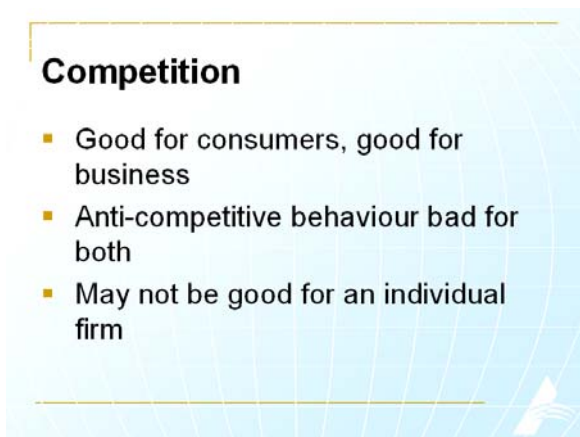 Competition
▪ Good for consumers, good for
business
▪ Anti-competitive behaviour bad for
both
▪ May not be good for an individual
firm